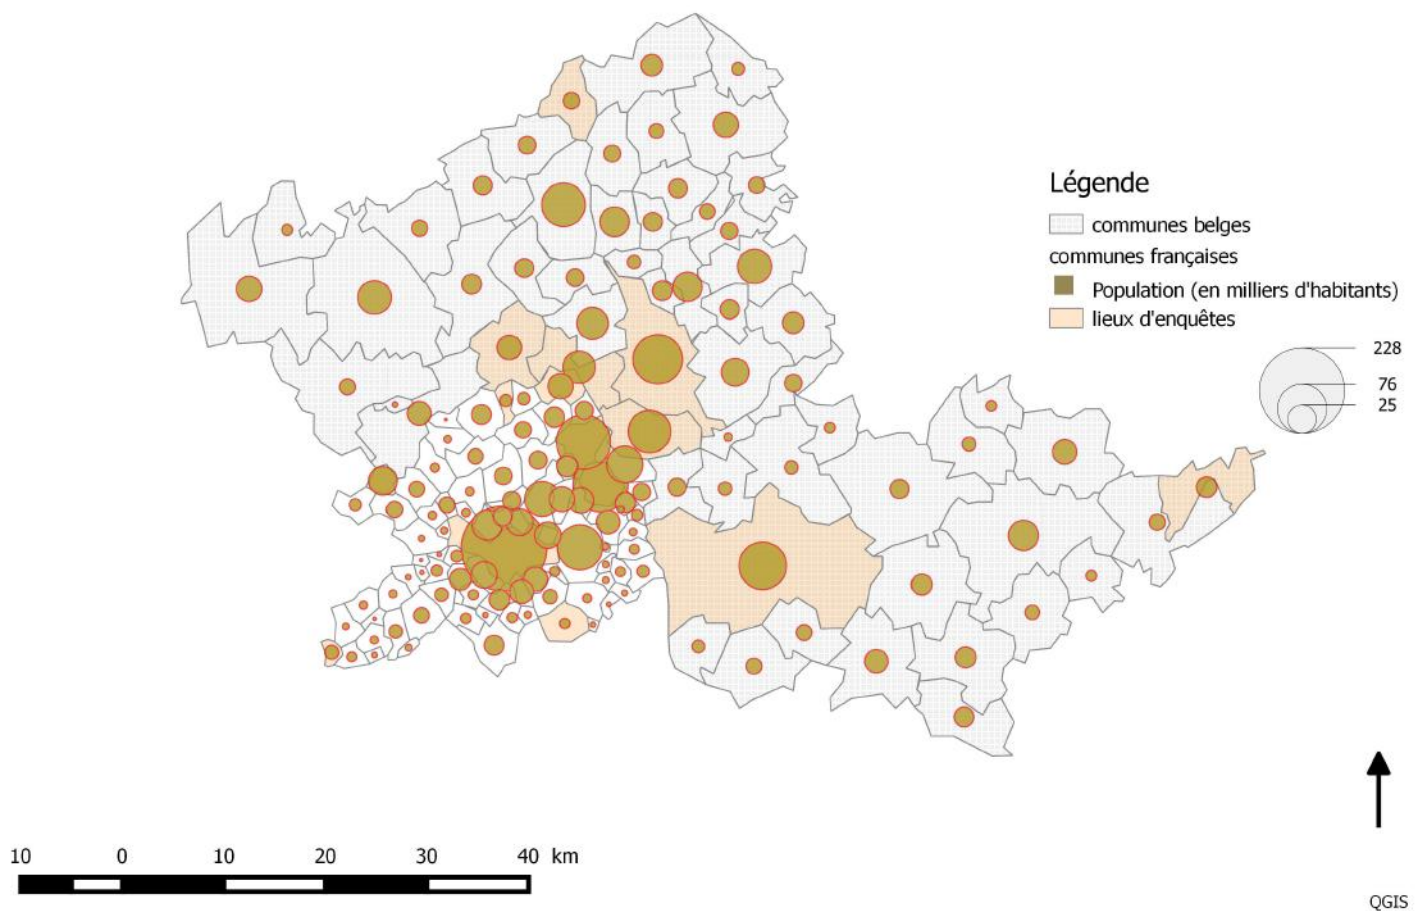 Légende
communes belges
communes françaises
Population (en milliers d'habitants)
lieux d'enquêtes
228
76
25
10 0 10 20 30 40 km
QGIS